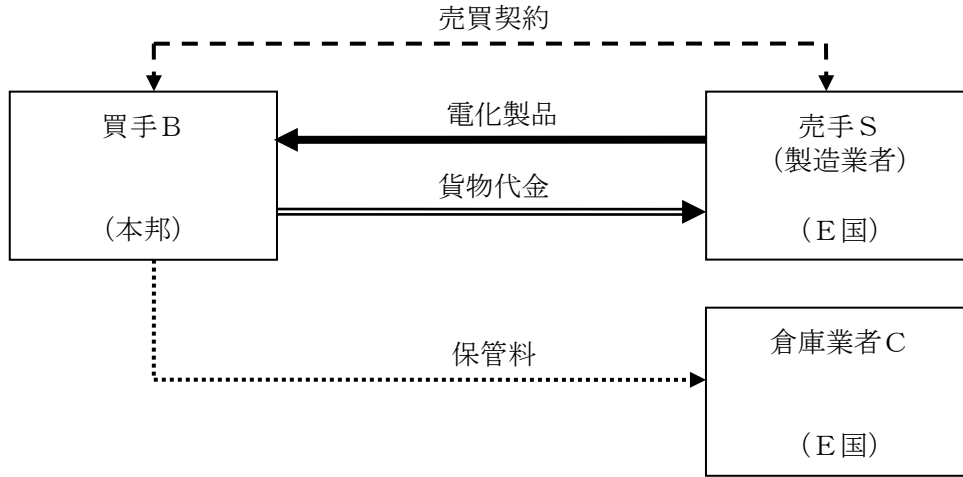 売買契約
買手Ｂ
（本邦）
電化製品
貨物代金
売手Ｓ
（製造業者）
（Ｅ国）
保管料
倉庫業者Ｃ
（Ｅ国）